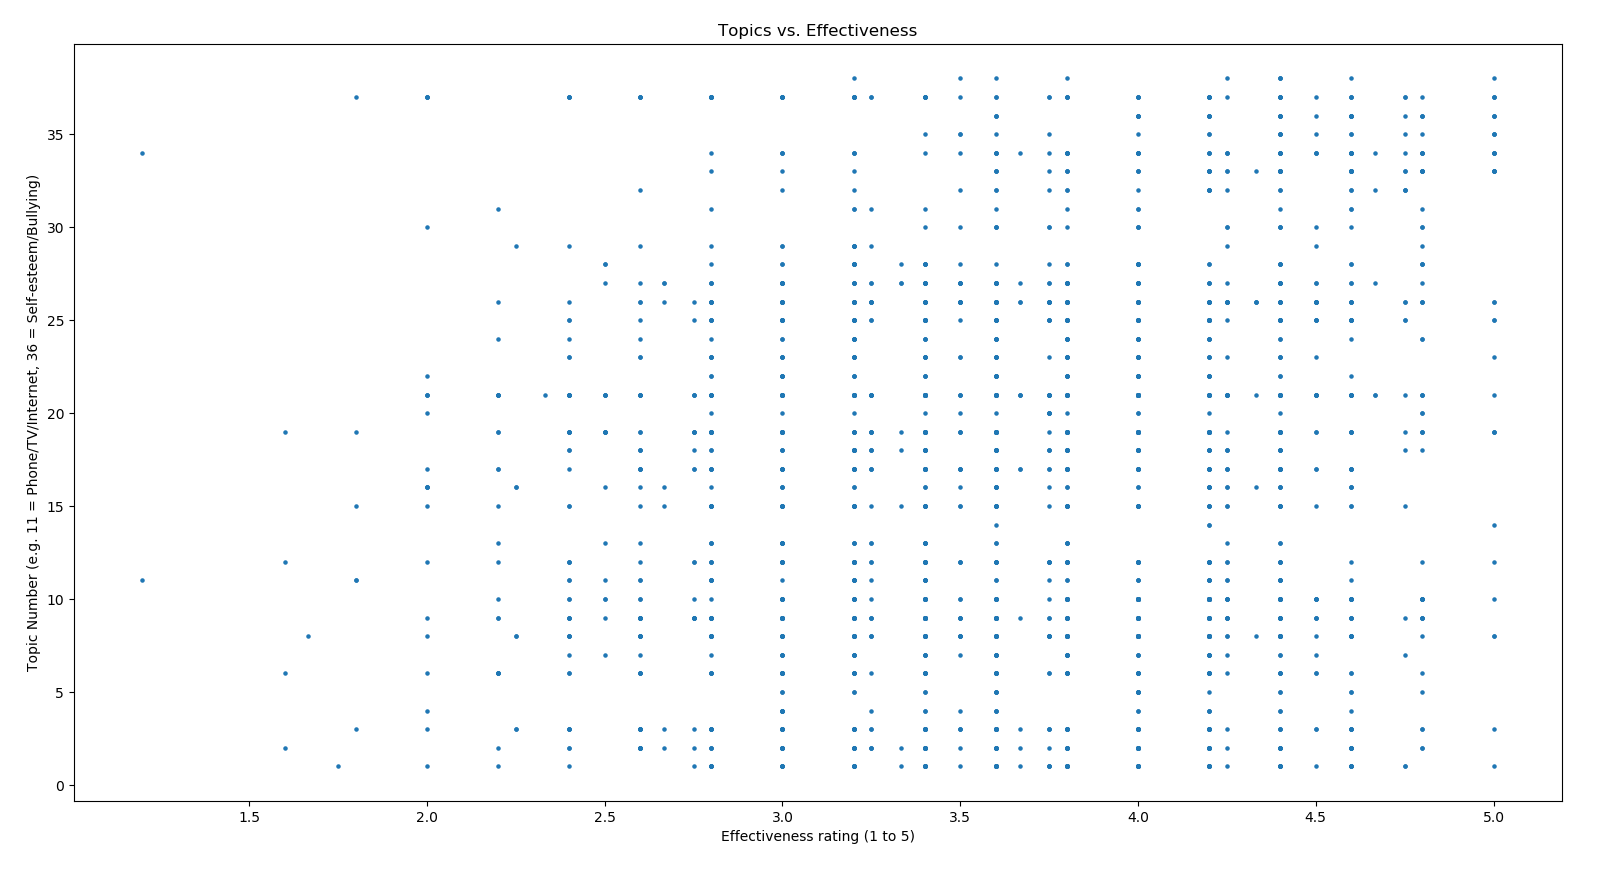 Topics vs. Effectiveness
Topic Number (e.g. 11 = Phone/TV/Internet, 36 = Self-esteem/Bullying)
35
30
25
20
15
10
5
0
1.5 2.0 2.5 3.0 3.5 4.0 4.5 5.0
Effectiveness rating (1 to 5)